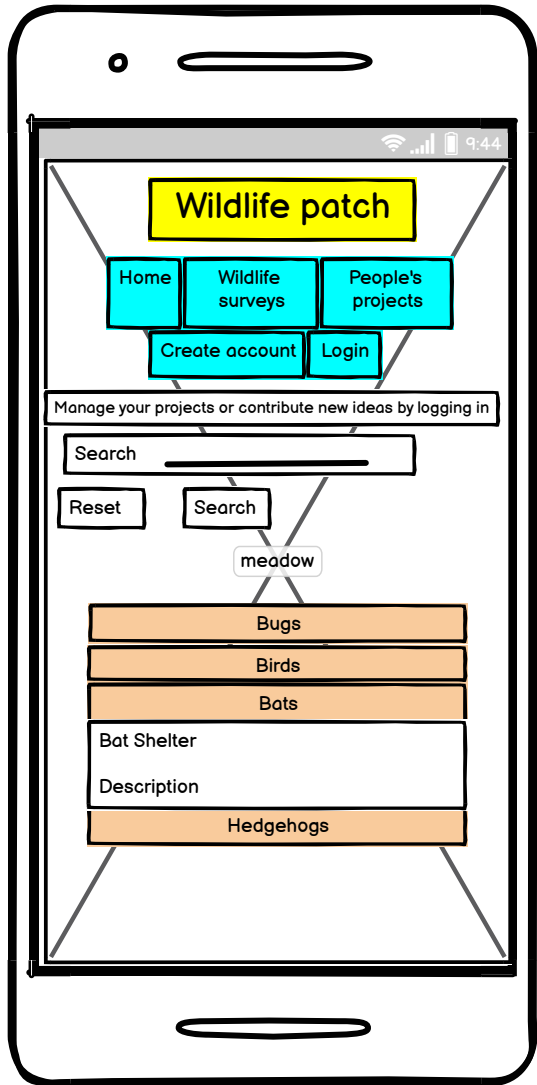 9:44
Wildlife patch
Home
Wildlife
surveys
People's
projects
Create account
Login
Manage your projects or contribute new ideas by logging in
Search
Reset
Search
meadow
Bugs
Birds
Bats
Bat Shelter
Description
Hedgehogs